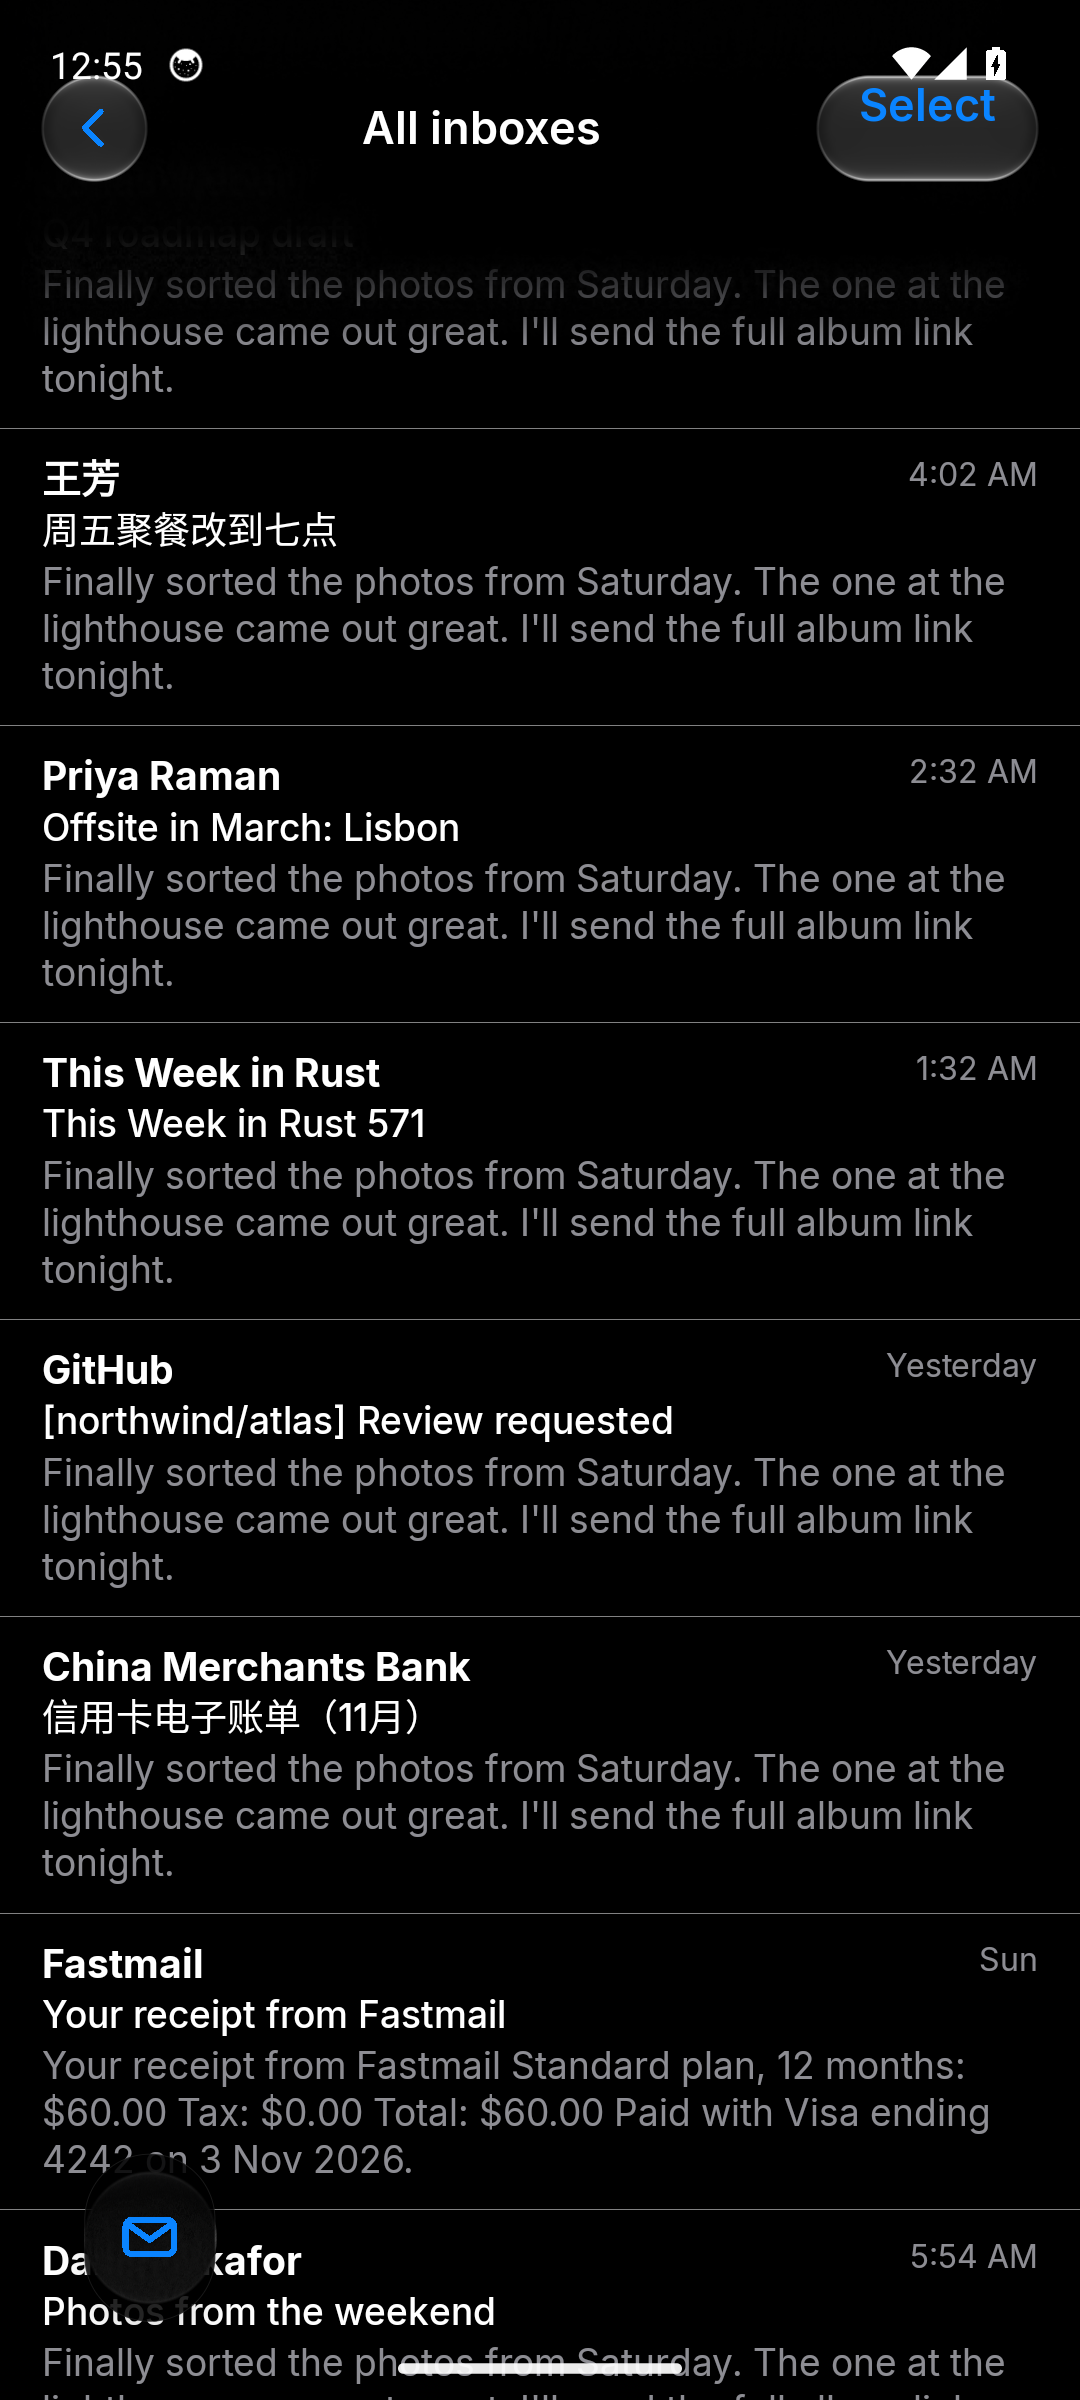 12:55
All inboxes
Select
Q4 roadmap draft
Finally sorted the photos from Saturday. The one at the
lighthouse came out great. I'll send the full album link
tonight.
王芳
4:02 AM
周五聚餐改到七点
Finally sorted the photos from Saturday. The one at the
lighthouse came out great. I'll send the full album link
tonight.
Priya Raman
2:32 AM
Offsite in March: Lisbon
Finally sorted the photos from Saturday. The one at the
lighthouse came out great. I'll send the full album link
tonight.
This Week in Rust
1:32 AM
This Week in Rust 571
Finally sorted the photos from Saturday. The one at the
lighthouse came out great. I'll send the full album link
tonight.
GitHub
Yesterday
[northwind/atlas] Review requested
Finally sorted the photos from Saturday. The one at the
lighthouse came out great. I'll send the full album link
tonight.
China Merchants Bank
Yesterday
信用卡电子账单（11月）
Finally sorted the photos from Saturday. The one at the
lighthouse came out great. I'll send the full album link
tonight.
Fastmail
Sun
Your receipt from Fastmail
Your receipt from Fastmail Standard plan, 12 months:
$60.00 Tax: $0.00 Total: $60.00 Paid with Visa ending
4242 on 3 Nov 2026.
5:54 AM
Photos from the weekend
Finally sorted the photos from Saturday. The one at the